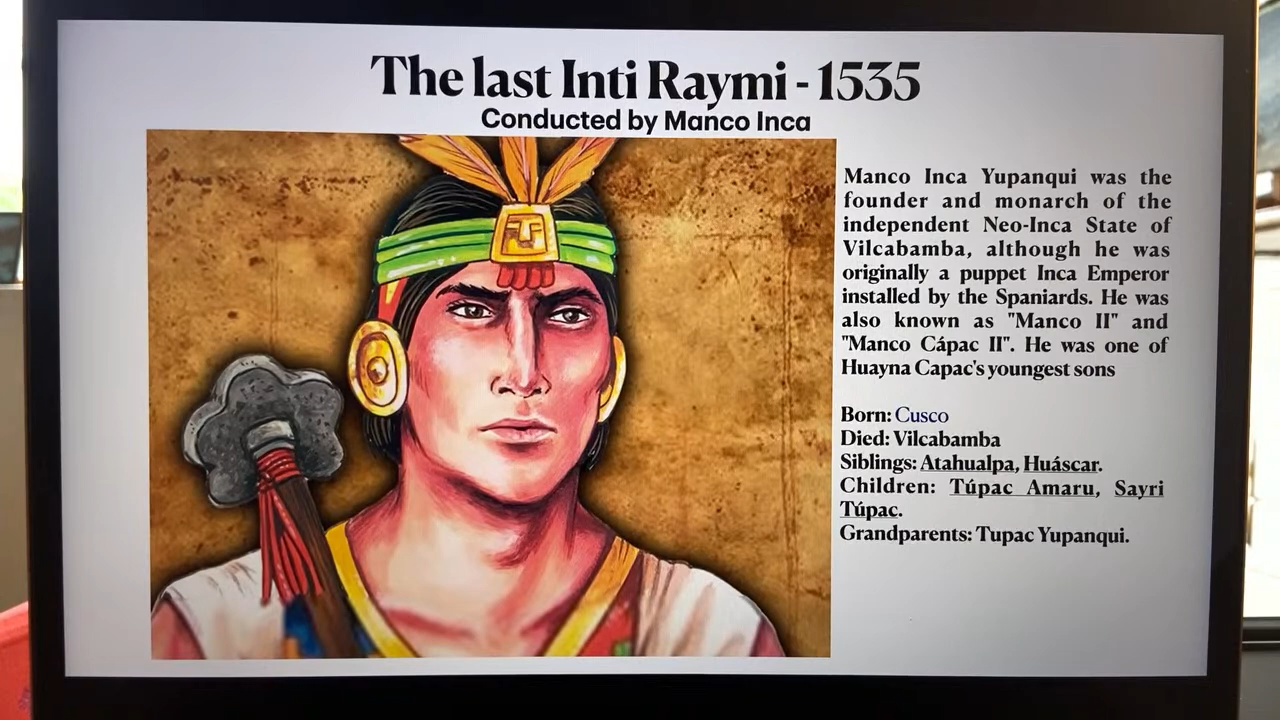 The last Inti Raymi - 1535
Conducted by Manco Inca
Manco Inca Yupanqui was the
founder and monarch of the
independent Neo-Inca State of
Vilcabamba, although he was
originally a puppet Inca Emperor
installed by the Spaniards. He was
also known as "Manco II" and
"Manco Cápac II". He was one of
Huayna Capac's youngest sons
Born: Cusco
Died: Vilcabamba
Siblings: Atahualpa, Huáscar.
Children: Túpac Amaru, Sayri
Túpac.
Grandparents: Tupac Yupanqui.